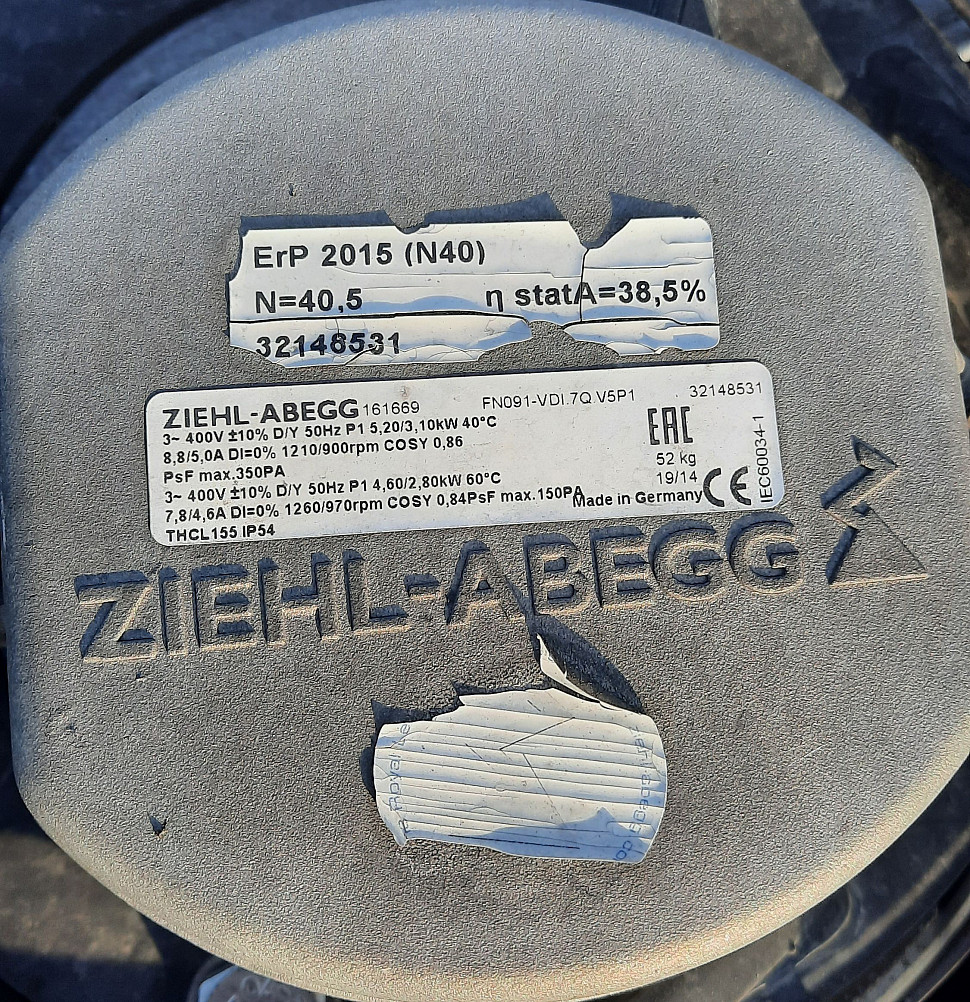 ErP 2015 (N40)
N=40,5 η statA=38,5%
32148531
ZIEHL-ABEGG 161669 FN091-VDI.7Q.V5P1 32148531
3~ 400V ±10% D/Y 50Hz P1 5,20/3,10kW 40°C
8,8/5,0A DI=0% 1210/900rpm COSY 0,86
PsF max.350PA
3~ 400V ±10% D/Y 50Hz P1 4,60/2,80kW 60°C
7,8/4,6A DI=0% 1260/970rpm COSY 0,84PsF max.150PA
THCL155 IP54
EAC
52 kg
19/14
Made in Germany CE
IEC60034-1
ZIEHL-ABEGG
Royal